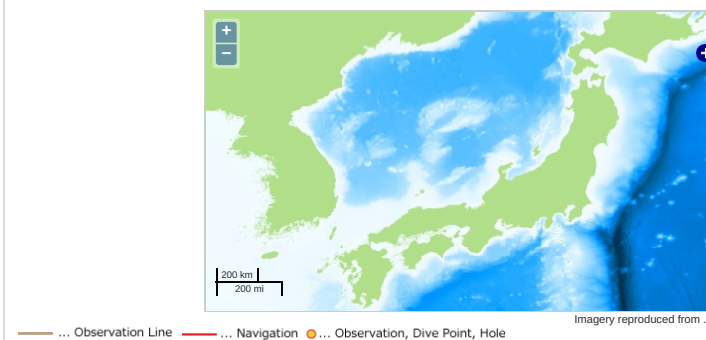 +
−
200 km
200 mi
Imagery reproduced from .
... Observation Line ... Navigation ... Observation, Dive Point, Hole